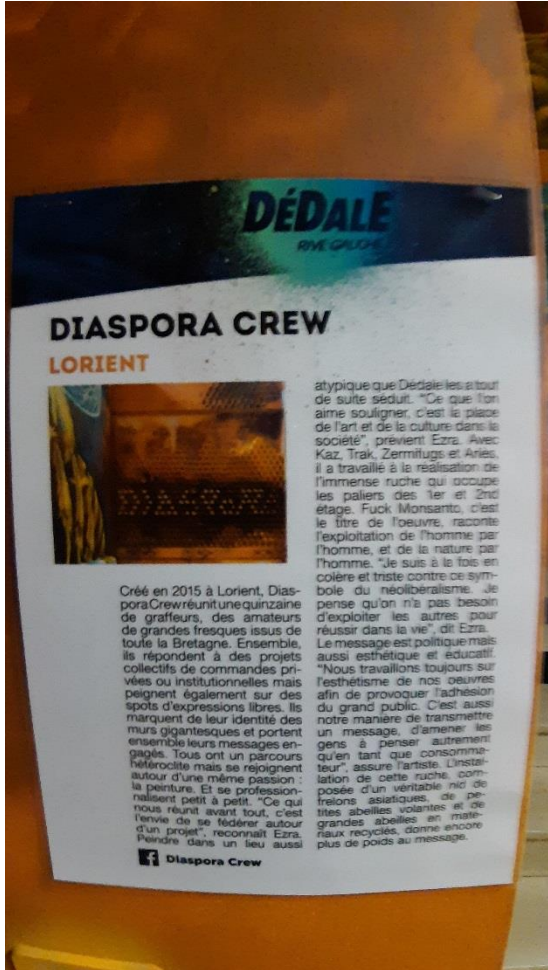 DÉDALE
RIVE GAUCHE
DIASPORA CREW
LORIENT
DIASPORA
Créé en 2015 à Lorient, Dias-
pora Crew réunit une quinzaine
de graffeurs, des amateurs
de grandes fresques issus de
toute la Bretagne. Ensemble,
ils répondent à des projets
collectifs de commandes pri-
vées ou institutionnelles mais
peignent également sur des
spots d'expressions libres. Ils
marquent de leur identité des
murs gigantesques et portent
ensemble leurs messages en-
gagés. Tous ont un parcours
hétéroclite mais se rejoignent
autour d'une même passion :
la peinture. Et se profession-
nalisent petit à petit. "Ce qui
nous réunit avant tout, c'est
l'envie de se fédérer autour
d'un projet", reconnaît Ezra.
Peindre dans un lieu aussi
atypique que Dédale les a tout
de suite séduit. "Ce que l'on
aime souligner, c'est la place
de l'art et de la culture dans la
société", prévient Ezra. Avec
Kaz, Trak, Zermifugs et Aries,
il a travaillé à la réalisation de
l'immense ruche qui occupe
les paliers des 1er et 2nd
étage. Fuck Monsanto, c'est
le titre de l'oeuvre, raconte
l'exploitation de l'homme par
l'homme, et de la nature par
l'homme. "Je suis à la fois en
colère et triste contre ce sym-
bole du néolibéralisme. Je
pense qu'on n'a pas besoin
d'exploiter les autres pour
réussir dans la vie", dit Ezra.
Le message est politique mais
aussi esthétique et éducatif.
"Nous travaillons toujours sur
l'esthétisme de nos oeuvres
afin de provoquer l'adhésion
du grand public. C'est aussi
notre manière de transmettre
un message, d'amener les
gens à penser autrement
qu'en tant que consomma-
teur", assure l'artiste. L'instal-
lation de cette ruche, com-
posée d'un véritable nid de
frelons asiatiques, de pe-
tites abeilles volantes et de
grandes abeilles en maté-
riaux recyclés, donne encore
plus de poids au message.
Diaspora Crew